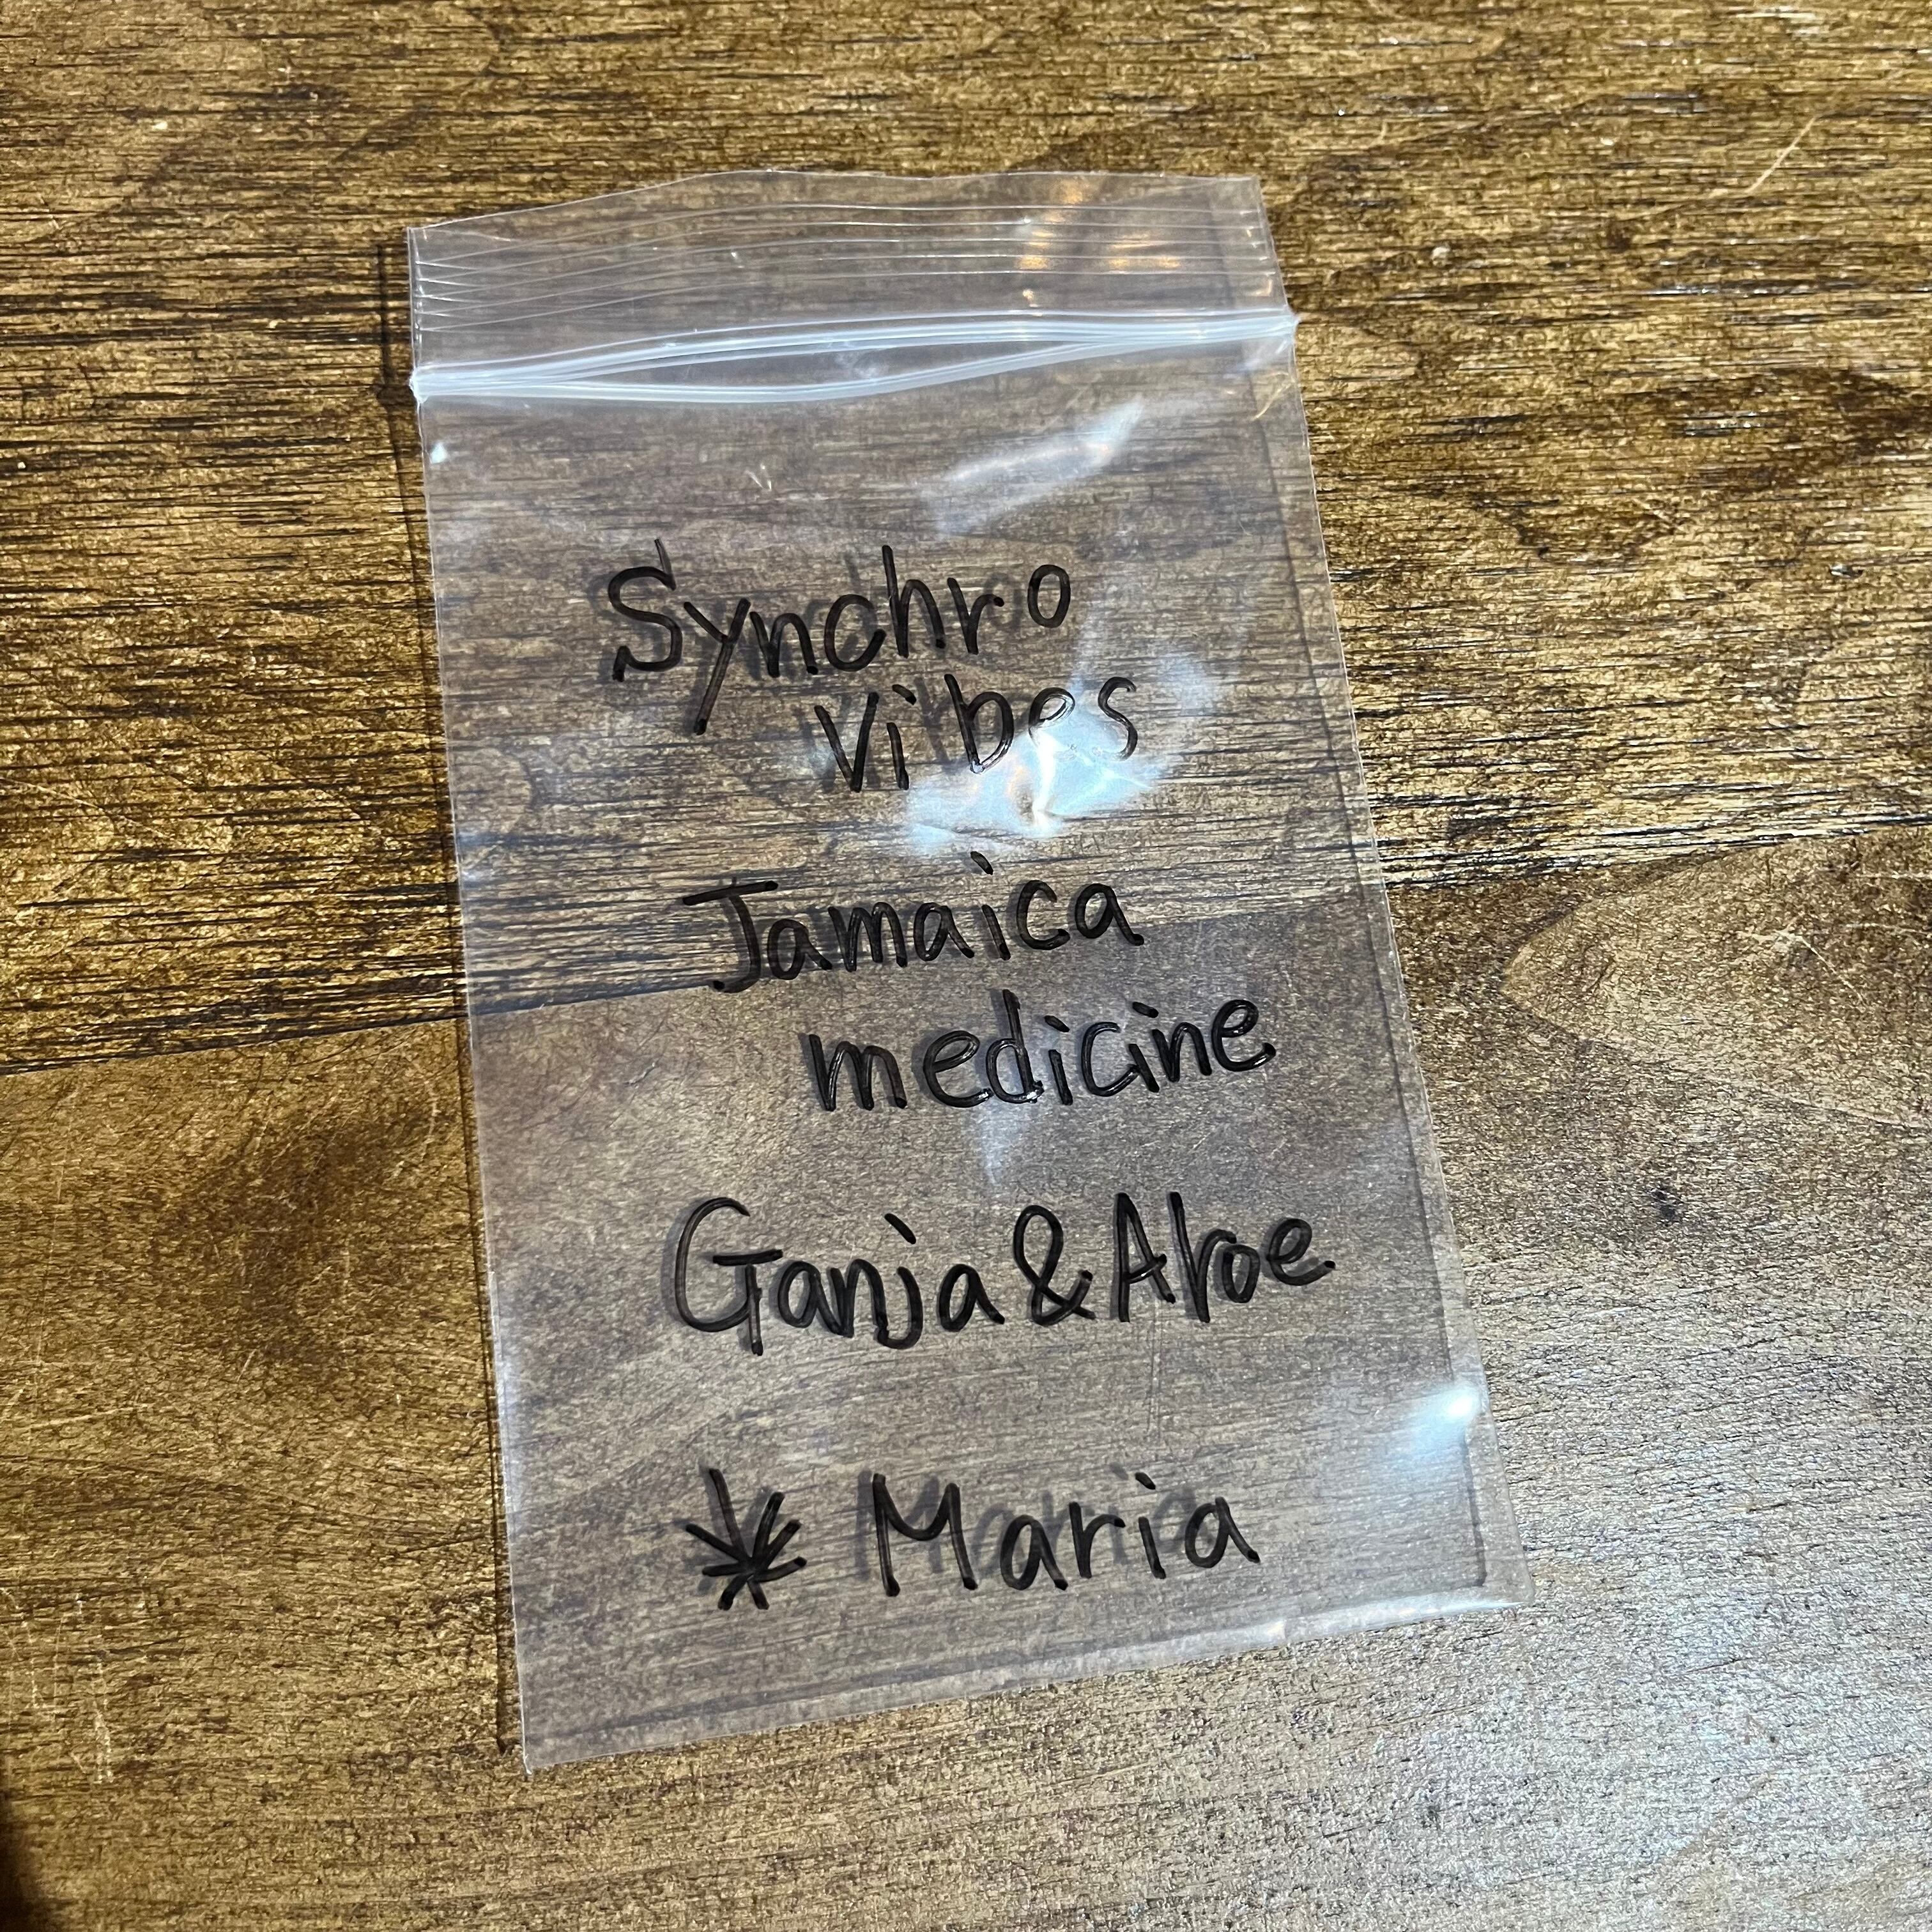 Synchro
Vibes
Jamaica
medicine
Ganja & Aloe
Maria